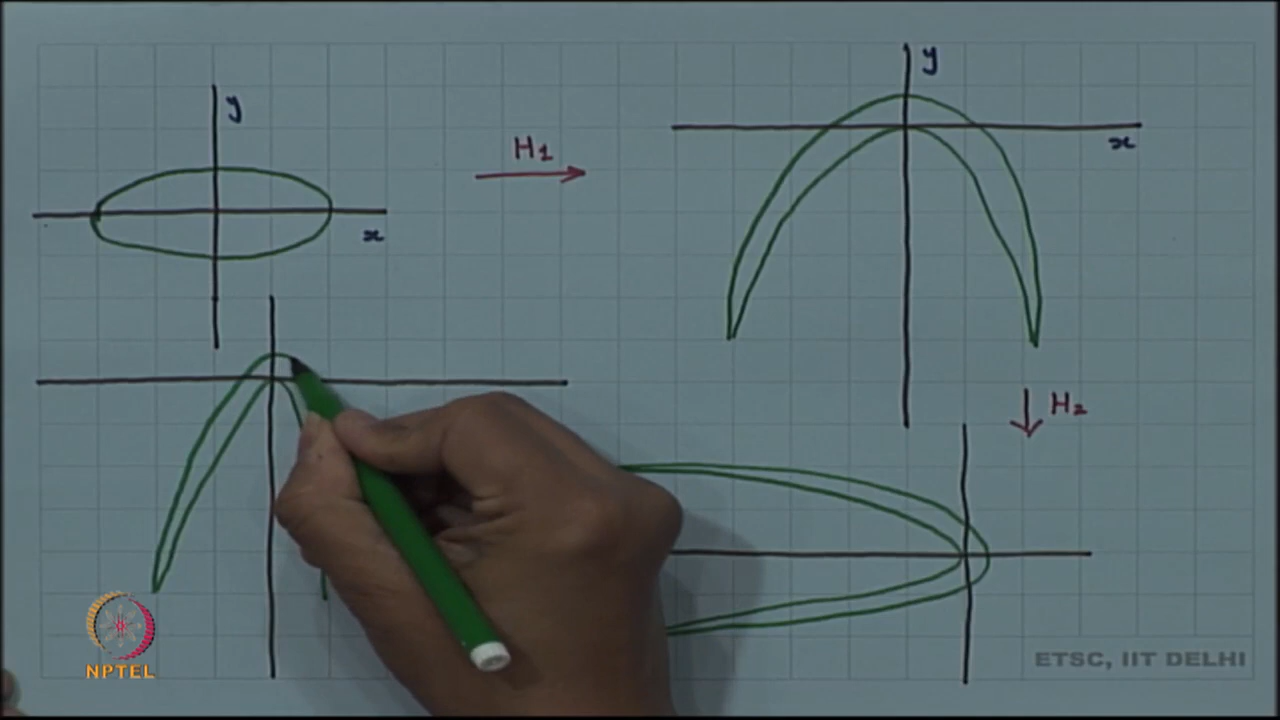 y
x
H1
y
x
H2
NPTEL
ETSC, IIT DELHI